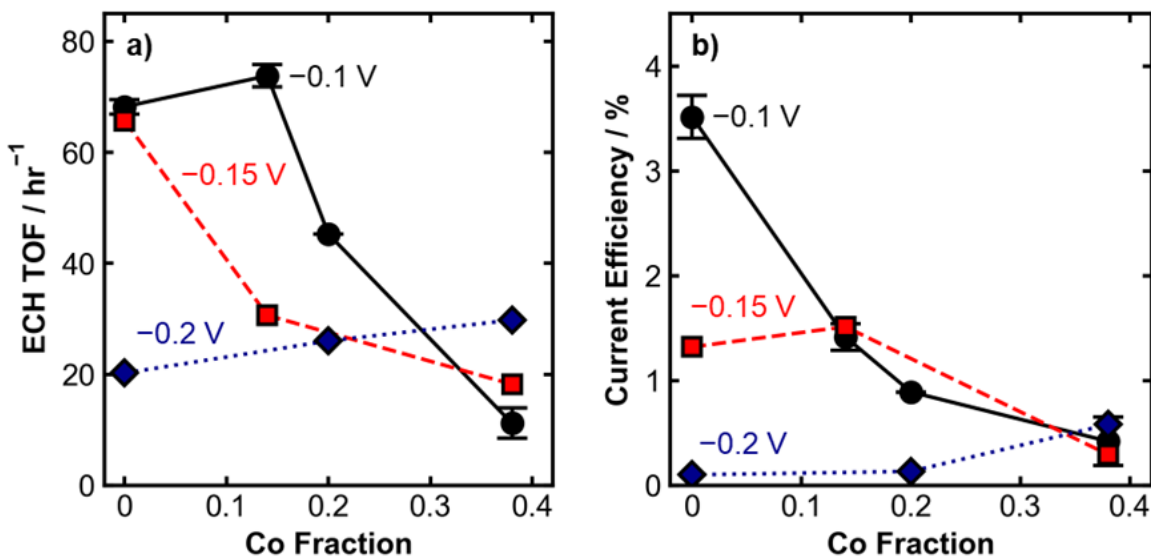 a)
80
60
40
20
0
ECH TOF / hr⁻¹
−0.1 V
−0.15 V
−0.2 V
0 0.1 0.2 0.3 0.4
Co Fraction
b)
4
3
2
1
0
Current Efficiency / %
−0.1 V
−0.15 V
−0.2 V
0 0.1 0.2 0.3 0.4
Co Fraction